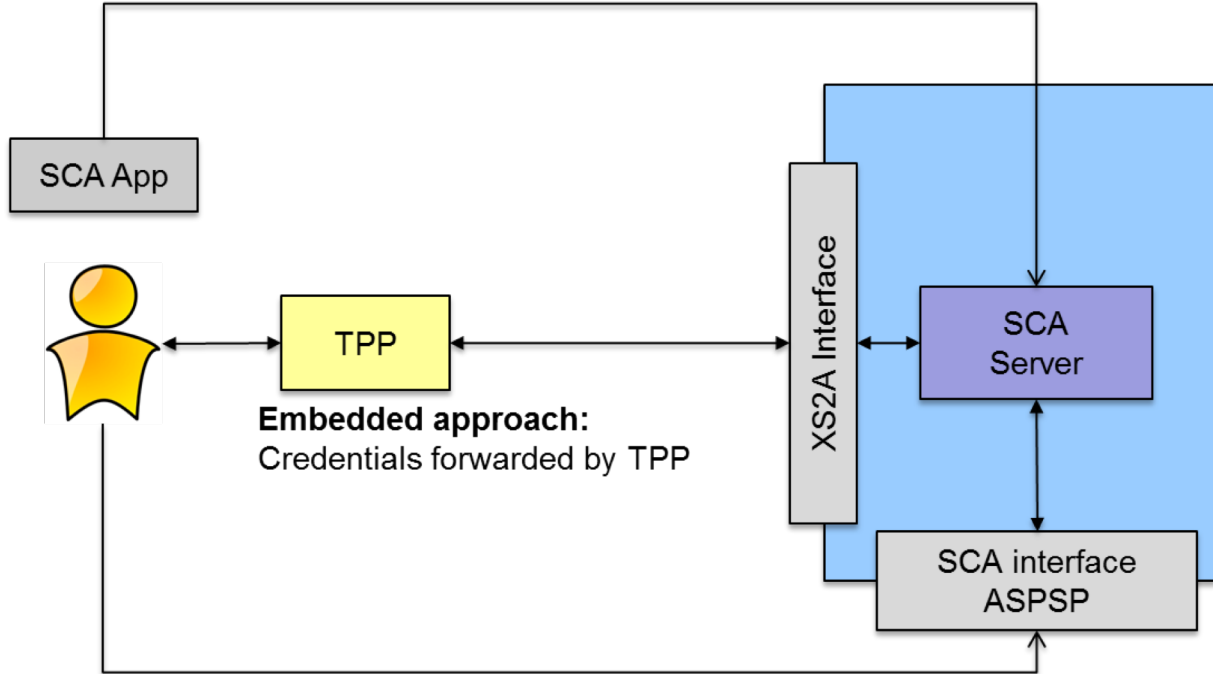 SCA App
TPP
Embedded approach:
Credentials forwarded by TPP
XS2A Interface
SCA
Server
SCA interface
ASPSP